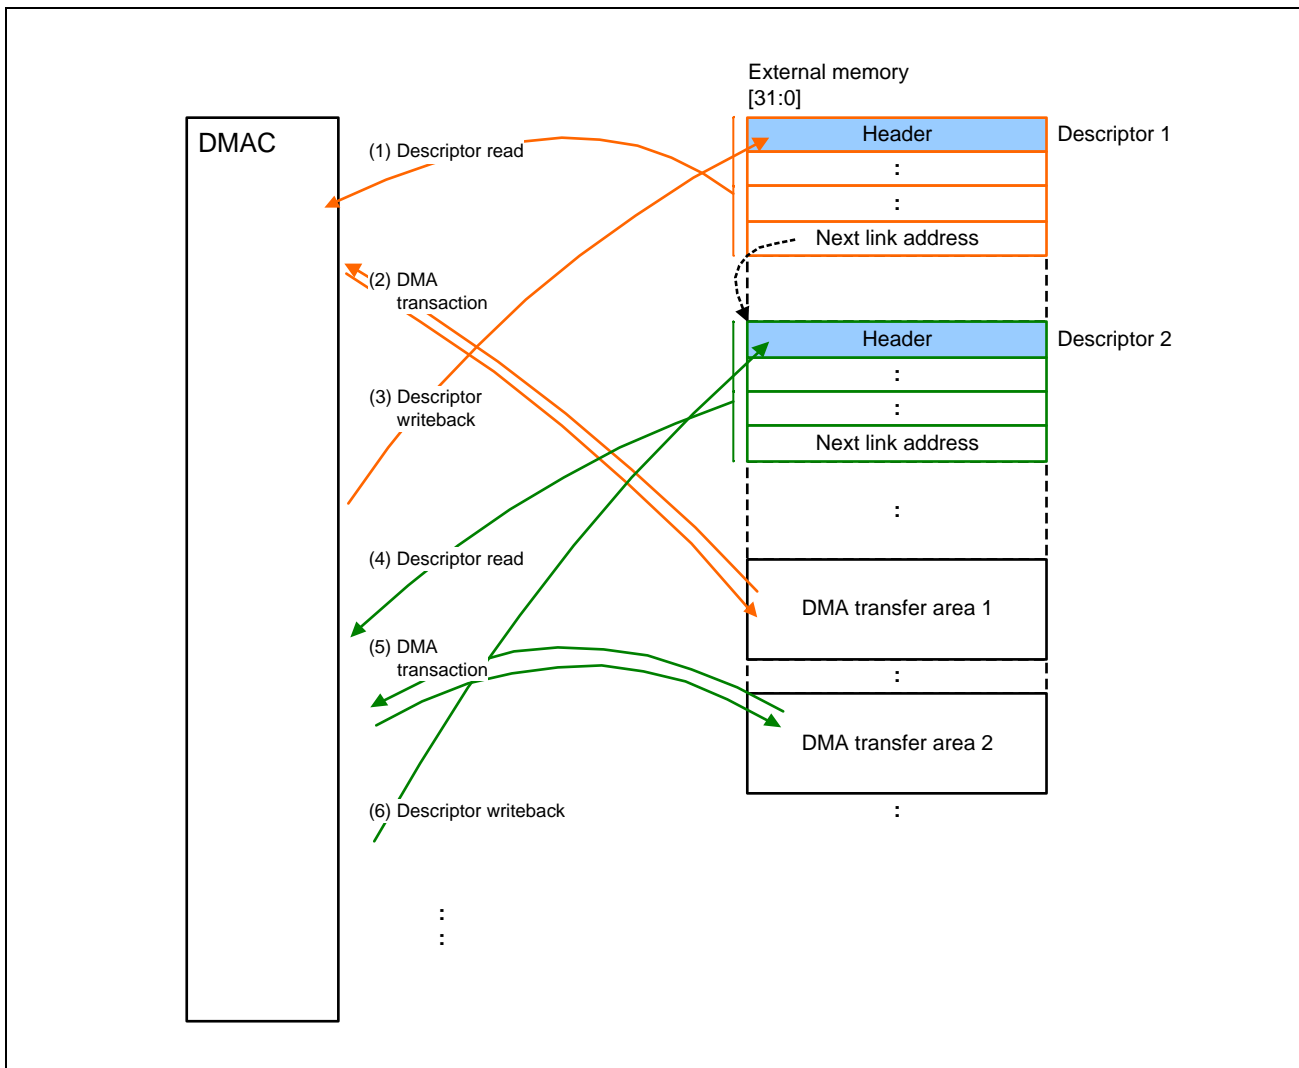 External memory
[31:0]
DMAC
Header
Descriptor 1
(1) Descriptor read
:
:
Next link address
(2) DMA
transaction
Header
Descriptor 2
:
(3) Descriptor
writeback
:
Next link address
:
(4) Descriptor read
DMA transfer area 1
(5) DMA
transaction
:
DMA transfer area 2
(6) Descriptor writeback
:
:
: